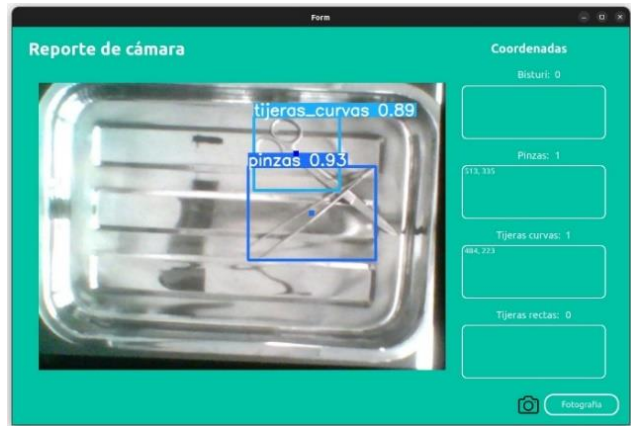 Form
Reporte de cámara
Coordenadas
Bisturi: 0
tijeras_curvas 0.89
pinzas 0.93
Pinzas: 1
513, 335
Tijeras curvas: 1
484, 223
Tijeras rectas: 0
Fotografía